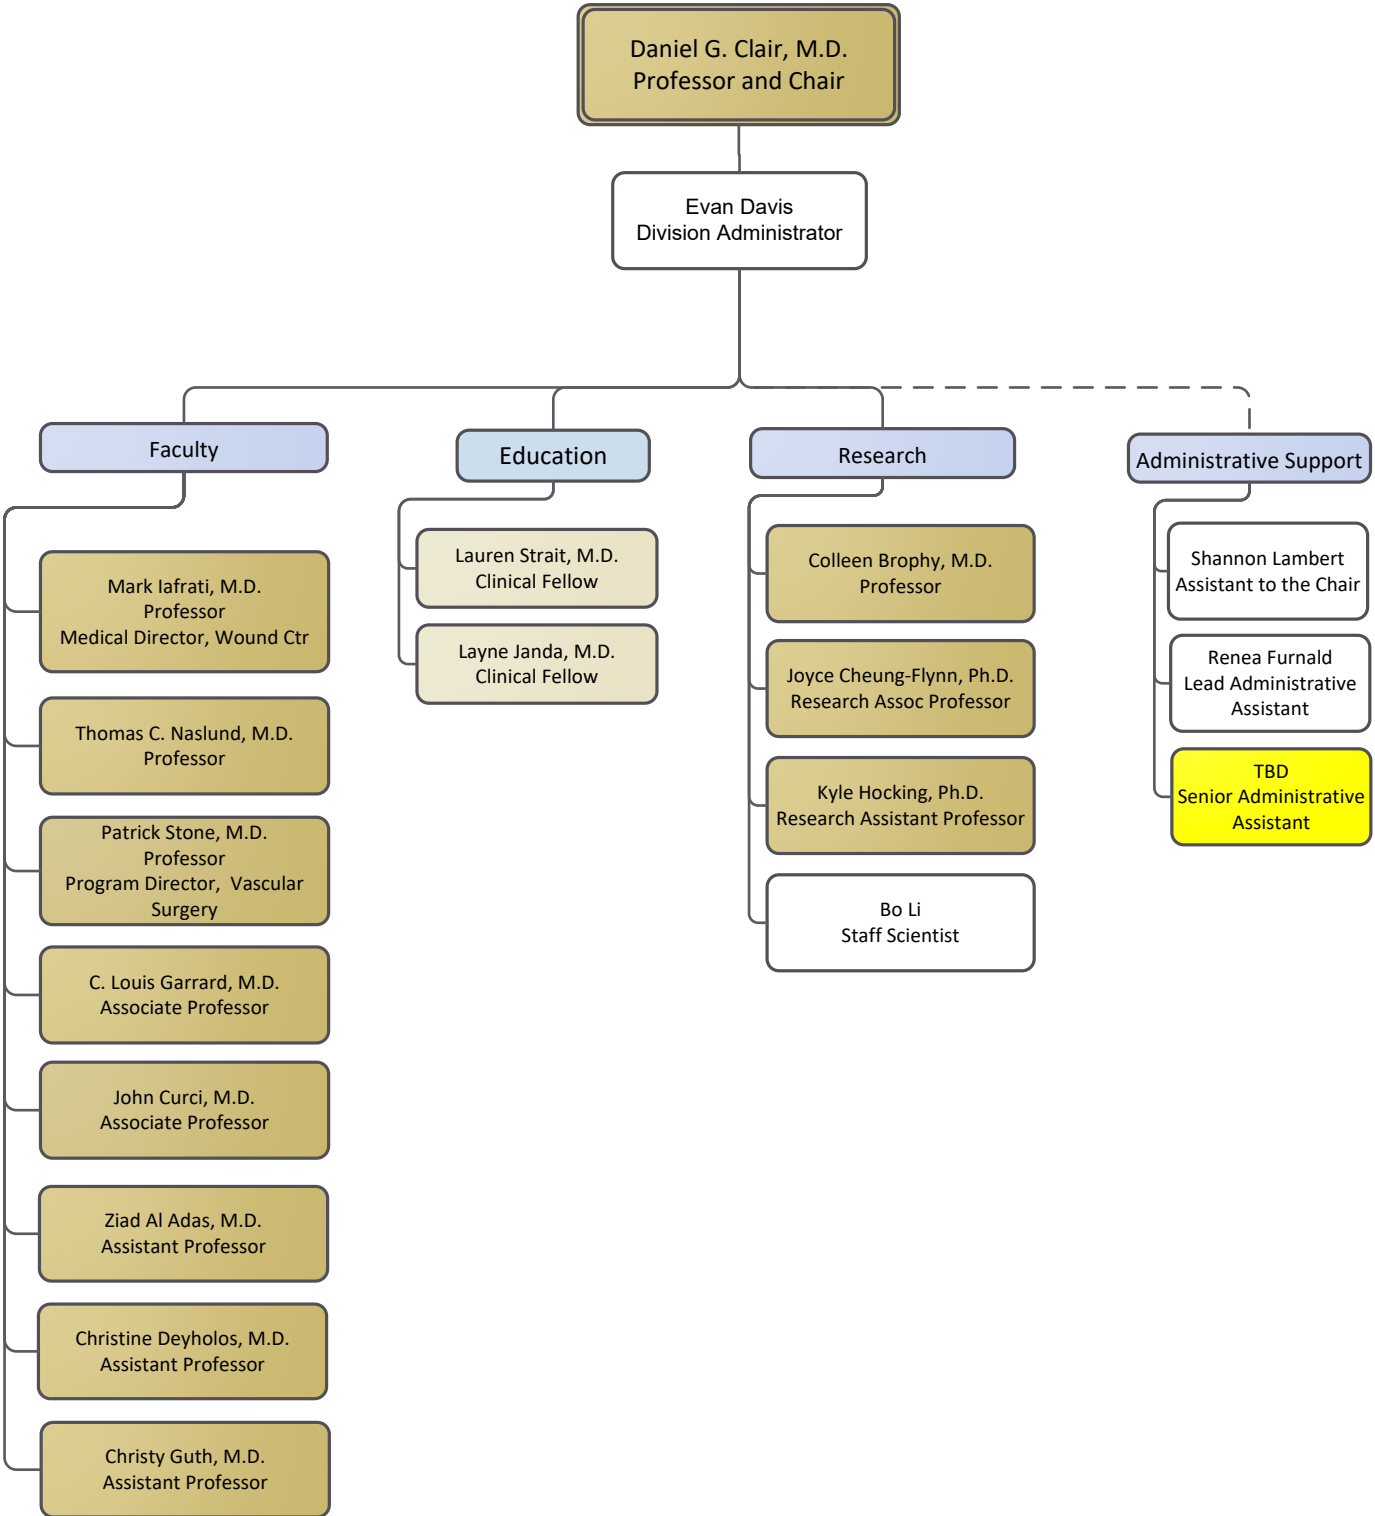 Daniel G. Clair, M.D.
Professor and Chair
Evan Davis
Division Administrator
Faculty
Mark Iafrati, M.D.
Professor
Medical Director, Wound Ctr
Thomas C. Naslund, M.D.
Professor
Patrick Stone, M.D.
Professor
Program Director, Vascular
Surgery
C. Louis Garrard, M.D.
Associate Professor
John Curci, M.D.
Associate Professor
Ziad Al Adas, M.D.
Assistant Professor
Christine Deyholos, M.D.
Assistant Professor
Christy Guth, M.D.
Assistant Professor
Education
Lauren Strait, M.D.
Clinical Fellow
Layne Janda, M.D.
Clinical Fellow
Research
Colleen Brophy, M.D.
Professor
Joyce Cheung-Flynn, Ph.D.
Research Assoc Professor
Kyle Hocking, Ph.D.
Research Assistant Professor
Bo Li
Staff Scientist
Administrative Support
Shannon Lambert
Assistant to the Chair
Renea Furnald
Lead Administrative
Assistant
TBD
Senior Administrative
Assistant